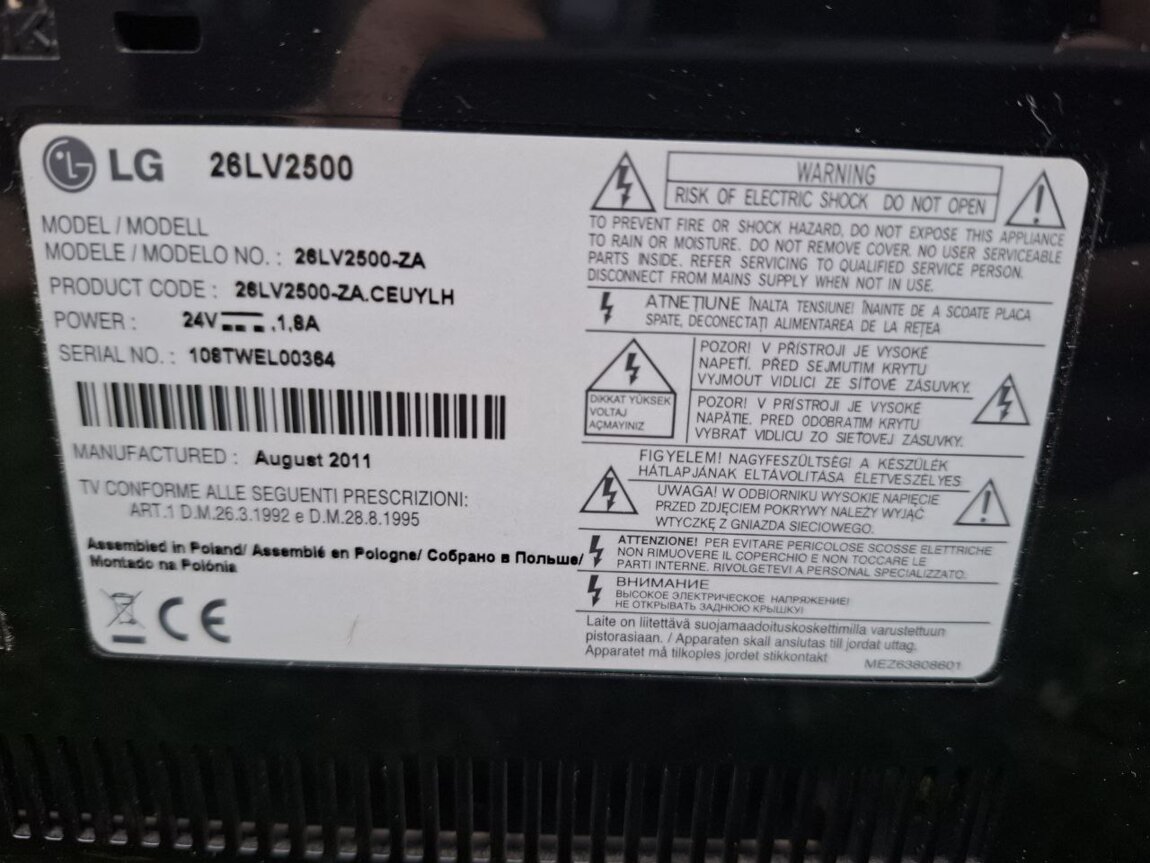 LG 26LV2500
MODEL / MODELL
MODELE / MODELO NO. : 26LV2500-ZA
PRODUCT CODE : 26LV2500-ZA.CEUYLH
POWER : 24V ,1,8A
SERIAL NO. : 108TWEL00364
MANUFACTURED : August 2011
TV CONFORME ALLE SEGUENTI PRESCRIZIONI:
ART.1 D.M.26.3.1992 e D.M.28.8.1995
Assembled in Poland/ Assemblé en Pologne/ Собрано в Польше/
Montado na Polónia
CE
WARNING
RISK OF ELECTRIC SHOCK DO NOT OPEN
TO PREVENT FIRE OR SHOCK HAZARD, DO NOT EXPOSE THIS APPLIANCE
TO RAIN OR MOISTURE. DO NOT REMOVE COVER. NO USER SERVICEABLE
PARTS INSIDE. REFER SERVICING TO QUALIFIED SERVICE PERSON.
DISCONNECT FROM MAINS SUPPLY WHEN NOT IN USE.
ATNEȚIUNE ÎNALTA TENSIUNE! ÎNAINTE DE A SCOATE PLACA
SPATE, DECONECTAȚI ALIMENTAREA DE LA REȚEA
DIKKAT YÜKSEK
VOLTAJ
AÇMAYINIZ
POZOR! V PŘÍSTROJI JE VYSOKÉ
NAPETÍ. PŘED SEJMUTIM KRYTU
VYJMOUT VIDLICI ZE SÍTOVÉ ZÁSUVKY.
POZOR! V PRÍSTROJI JE VYSOKÉ
NAPÄTIE. PRED ODOBRATIM KRYTU
VYBRAŤ VIDLICU ZO SIEŤOVEJ ZÁSUVKY.
FIGYELEM! NAGYFESZÜLTSÉGI A KÉSZÜLÉK
HÁTLAPJÁNAK ELTÁVOLITÁSA ÉLETVESZÉLYES
UWAGA! W ODBIORNIKU WYSOKIE NAPIĘCIE
PRZED ZDJĘCIEM POKRYWY NALEŻY WYJĄĆ
WTYCZKĘ Z GNIAZDA SIECIOWEGO.
ATTENZIONE! PER EVITARE PERICOLOSE SCOSSE ELETTRICHE
NON RIMUOVERE IL COPERCHIO E NON TOCCARE LE
PARTI INTERNE. RIVOLGETEVI A PERSONAL SPECIALIZZATO.
ВНИМАНИЕ
ВЫСОКОЕ ЭЛЕКТРИЧЕСКОЕ НАПРЯЖЕНИЕ!
НЕ ОТКРЫВАТЬ ЗАДНЮЮ КРЫШКУ!
Laite on liitettävä suojamaadoituskoskettimilla varustettuun
pistorasiaan. / Apparaten skall anslutas till jordat uttag.
Apparatet må tilkoples jordet stikkontakt
MEZ63808601